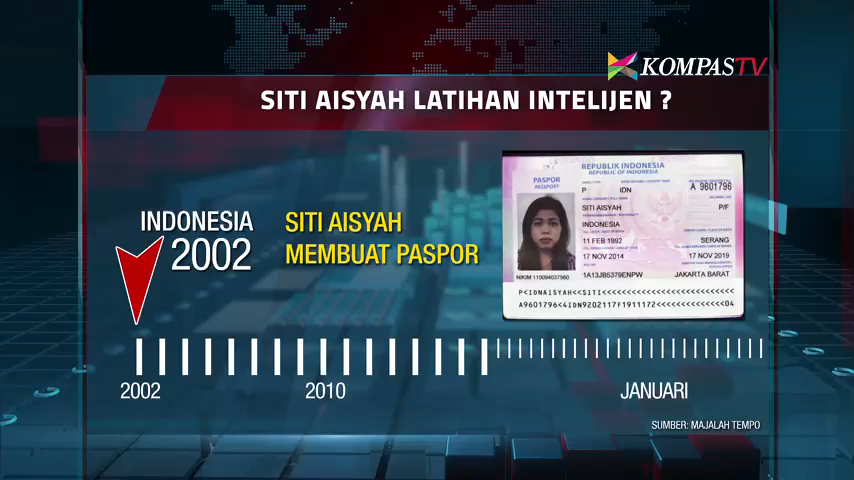 KOMPASTV
SITI AISYAH LATIHAN INTELIJEN ?
REPUBLIK INDONESIA
REPUBLIC OF INDONESIA
PASPOR
PASSPORT
P
IDN
A 9601796
SITI AISYAH
P/F
INDONESIA
11 FEB 1992
SERANG
17 NOV 2014
17 NOV 2019
NIKIM 110094037560
1A13JB5379ENPW
JAKARTA BARAT
P<IDNAISYAH<<SITI<<<<<<<<<<<<<<<<<<<<<<<<<<<
A9601796<4IDN9202117F1911172<<<<<<<<<<<<<<04
INDONESIA
2002
SITI AISYAH
MEMBUAT PASPOR
2002
2010
JANUARI
SUMBER: MAJALAH TEMPO